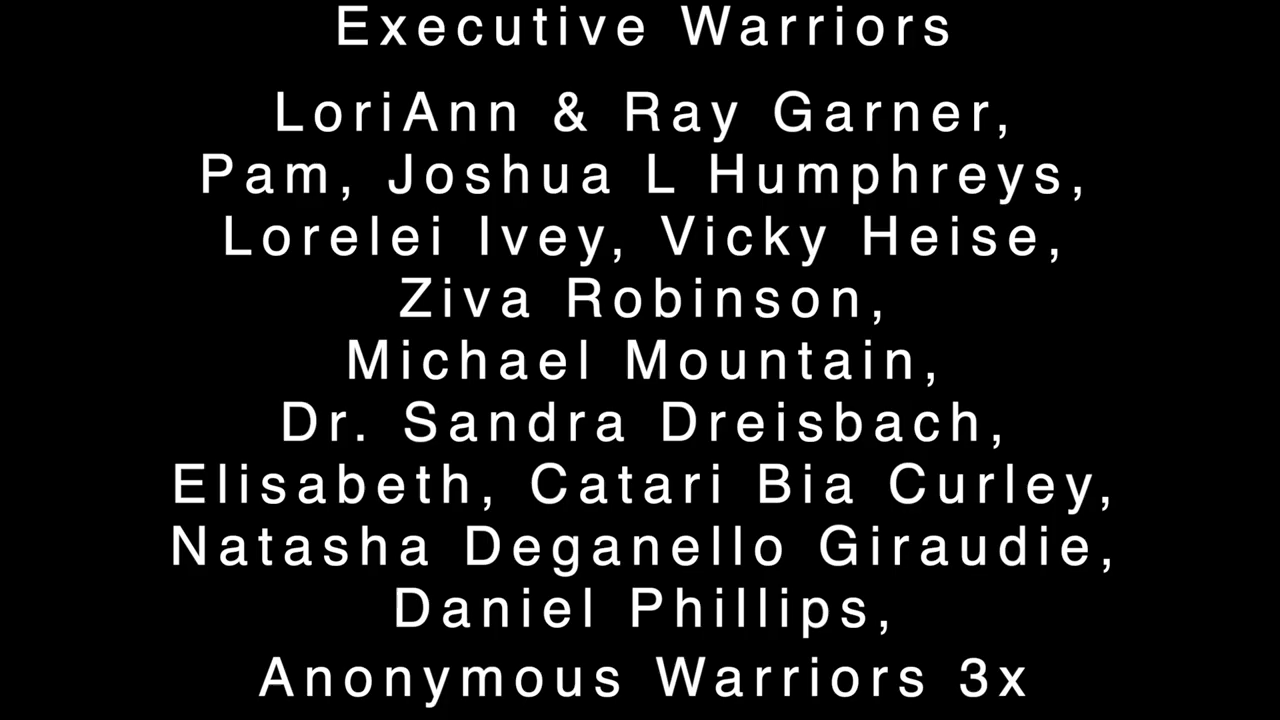 Executive Warriors
LoriAnn & Ray Garner,
Pam, Joshua L Humphreys,
Lorelei Ivey, Vicky Heise,
Ziva Robinson,
Michael Mountain,
Dr. Sandra Dreisbach,
Elisabeth, Catari Bia Curley,
Natasha Deganello Giraudie,
Daniel Phillips,
Anonymous Warriors 3x